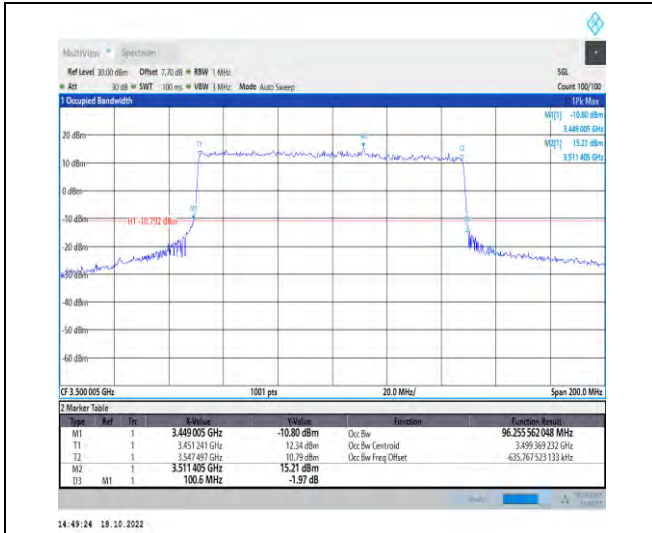 MultiView Spectrum
Ref Level 30.00 dBm Offset 7.70 dB RBW 1 MHz SGL
Att 30 dB SWT 100 ms VBW 3 MHz Mode Auto Sweep Count 100/100
1 Occupied Bandwidth 1Pk Max
M1[1] -10.80 dBm
3.449 005 GHz
M2[1] 15.21 dBm
3.511 405 GHz
20 dBm
M2
T1
T2
10 dBm
0 dBm
M1
-10 dBm
H1 -10.792 dBm
-20 dBm
-30 dBm
-40 dBm
-50 dBm
-60 dBm
CF 3.500 005 GHz 1001 pts 20.0 MHz/ Span 200.0 MHz
2 Marker Table
Type Ref Trc X-Value Y-Value Function Function Result
M1 1 3.449 005 GHz -10.80 dBm Occ Bw 96.255 562 048 MHz
T1 1 3.451 241 GHz 12.34 dBm Occ Bw Centroid 3.499 369 232 GHz
T2 1 3.547 497 GHz 10.79 dBm Occ Bw Freq Offset -635.767 523 133 kHz
M2 1 3.511 405 GHz 15.21 dBm
D3 M1 1 100.6 MHz -1.97 dB
14:49:24 18.10.2022